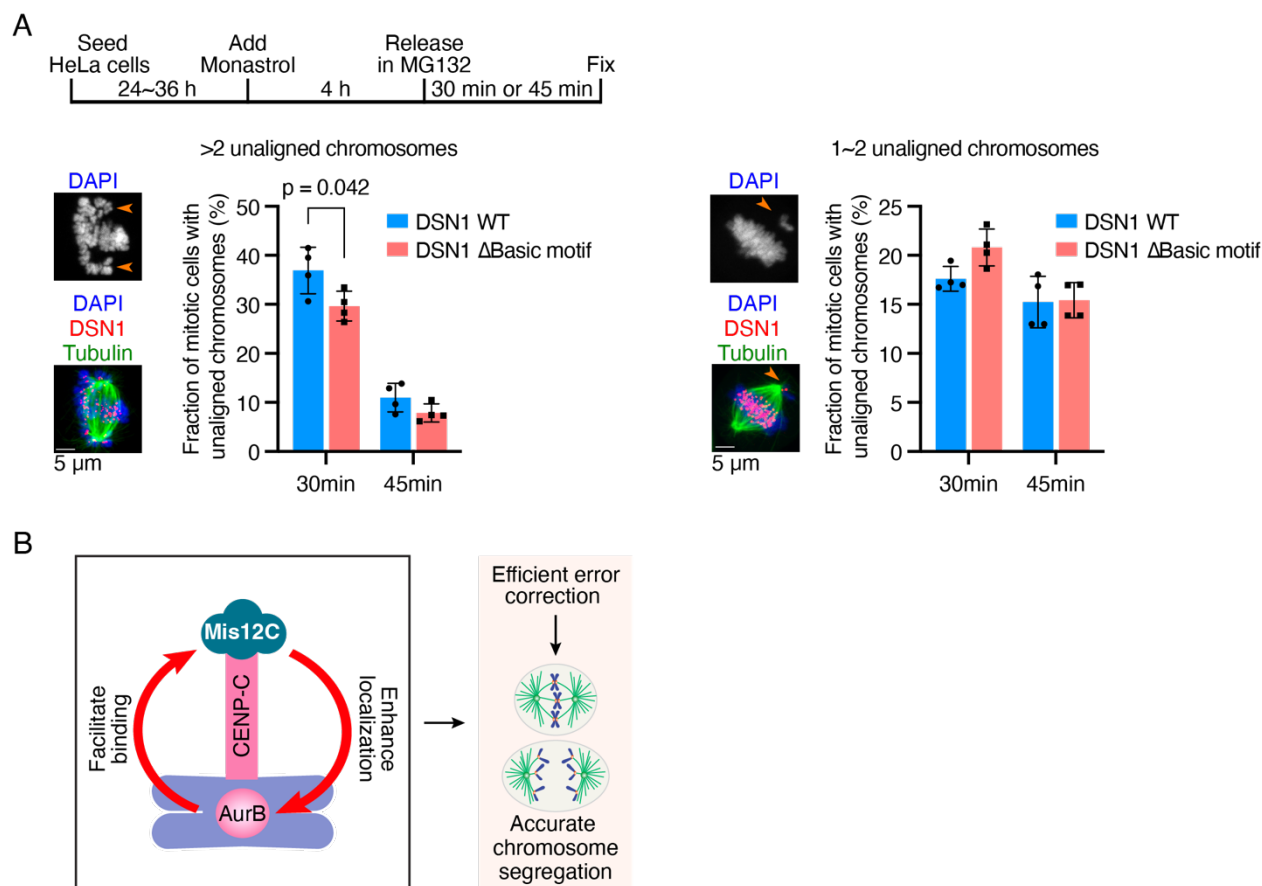 A
Seed
HeLa cells
Add
Monastrol
Release
in MG132
Fix
24~36 h
4 h
30 min or 45 min
>2 unaligned chromosomes
DAPI
DAPI
DSN1
Tubulin
5 µm
Fraction of mitotic cells with
unaligned chromosomes (%)
50
40
30
20
10
0
p = 0.042
DSN1 WT
DSN1 ΔBasic motif
30min
45min
1~2 unaligned chromosomes
DAPI
DAPI
DSN1
Tubulin
5 µm
Fraction of mitotic cells with
unaligned chromosomes (%)
25
20
15
10
5
0
DSN1 WT
DSN1 ΔBasic motif
30min
45min
B
Mis12C
CENP-C
AurB
Facilitate
binding
Enhance
localization
Efficient error
correction
Accurate
chromosome
segregation